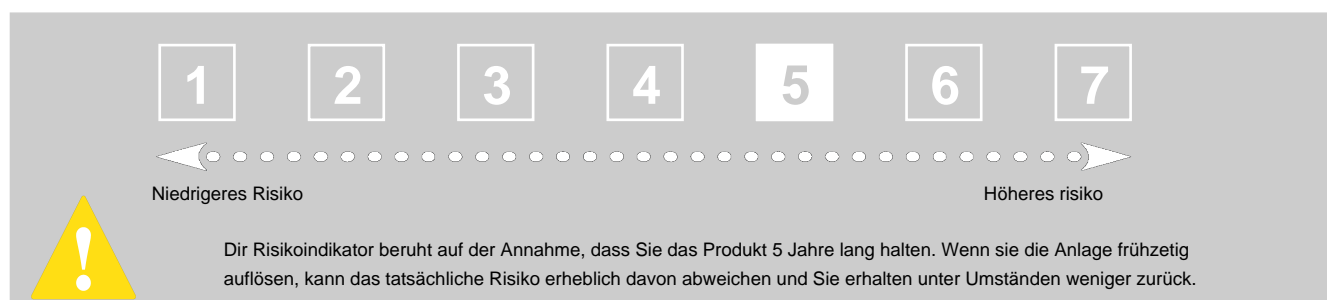 1 2 3 4 5 6 7
Niedrigeres Risiko Höheres risiko
Dir Risikoindikator beruht auf der Annahme, dass Sie das Produkt 5 Jahre lang halten. Wenn sie die Anlage frühzetig
auflösen, kann das tatsächliche Risiko erheblich davon abweichen und Sie erhalten unter Umständen weniger zurück.